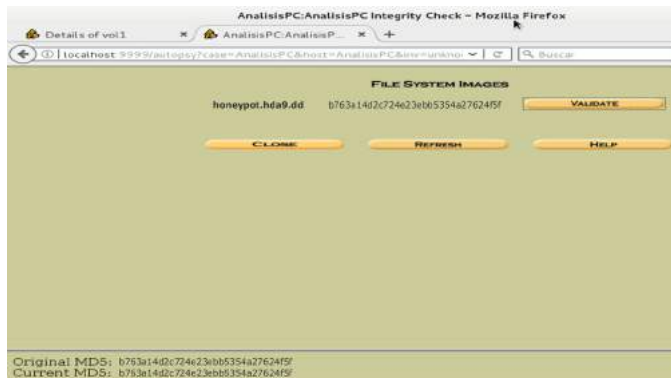 AnalisisPC:AnalisisPC Integrity Check - Mozilla Firefox
Details of vol1 × AnalisisPC:AnalisisP... × +
localhost:9999/autopsy?case=AnalisisPC&host=AnalisisPC&inv=unkno Buscar
FILE SYSTEM IMAGES
honeypot.hda9.dd b763a14d2c724e23ebb5354a27624f5f VALIDATE
CLOSE REFRESH HELP
Original MD5: b763a14d2c724e23ebb5354a27624f5f
Current MD5: b763a14d2c724e23ebb5354a27624f5f